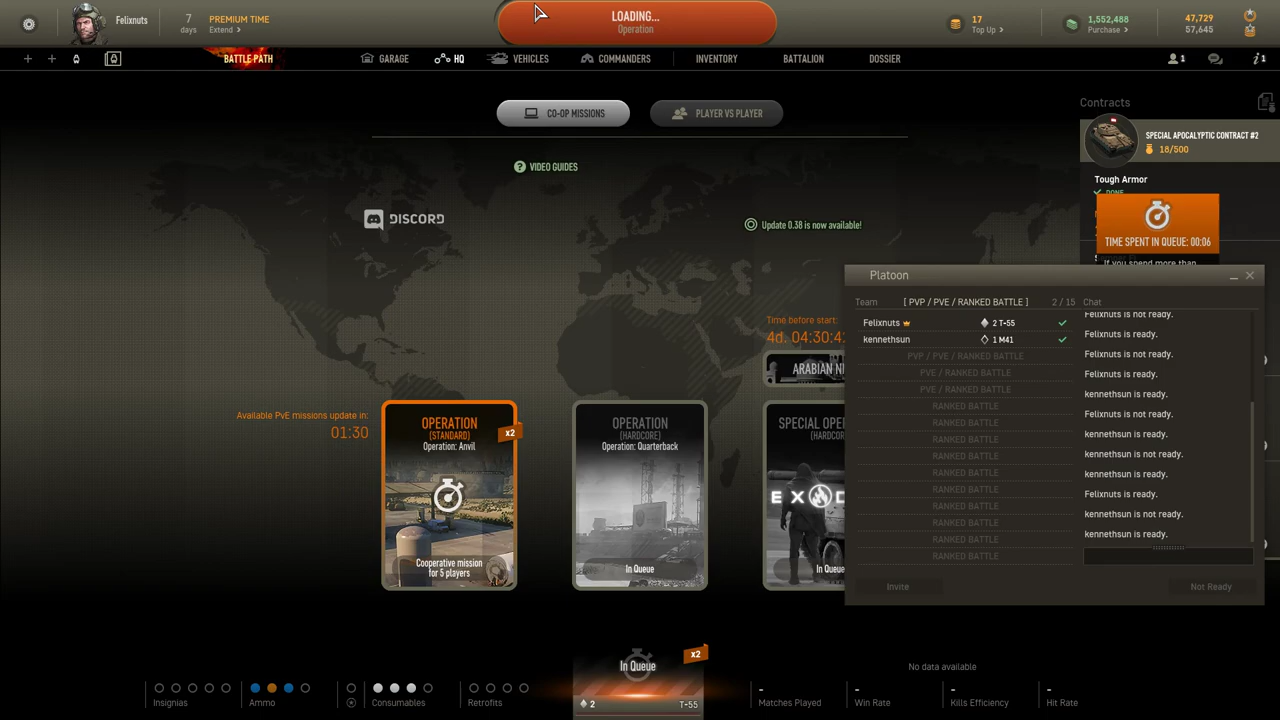 Felixnuts
7
days
PREMIUM TIME
Extend >
LOADING...
Operation
17
Top Up >
1,552,488
Purchase >
47,729
57,645
BATTLE PATH
GARAGE
HQ
VEHICLES
COMMANDERS
INVENTORY
BATTALION
DOSSIER
1
1
CO-OP MISSIONS
PLAYER VS PLAYER
VIDEO GUIDES
DISCORD
Update 0.38 is now available!
Contracts
SPECIAL APOCALYPTIC CONTRACT #2
18/500
Tough Armor
DONE
TIME SPENT IN QUEUE: 00:06
If you spend more than
Time before start:
4d. 04:30:4
ARABIAN NI
Available PvE missions update in:
01:30
OPERATION
(STANDARD)
Operation: Anvil
x2
Cooperative mission
for 5 players
OPERATION
(HARDCORE)
Operation: Quarterback
In Queue
SPECIAL OPE
(HARDCO
EXOD
In Queu
Platoon
Team
[ PVP / PVE / RANKED BATTLE ]
2 / 15
Chat
Felixnuts
2 T-55
kennethsun
1 M41
PVP / PVE / RANKED BATTLE
PVE / RANKED BATTLE
PVE / RANKED BATTLE
RANKED BATTLE
RANKED BATTLE
RANKED BATTLE
RANKED BATTLE
RANKED BATTLE
RANKED BATTLE
RANKED BATTLE
RANKED BATTLE
RANKED BATTLE
RANKED BATTLE
Felixnuts is not ready.
Felixnuts is ready.
Felixnuts is not ready.
Felixnuts is ready.
kennethsun is ready.
Felixnuts is not ready.
kennethsun is ready.
kennethsun is not ready.
kennethsun is ready.
Felixnuts is ready.
kennethsun is not ready.
kennethsun is ready.
Invite
Not Ready
Insignias
Ammo
Consumables
Retrofits
In Queue
x2
2
T-55
No data available
-
Matches Played
-
Win Rate
-
Kills Efficiency
-
Hit Rate